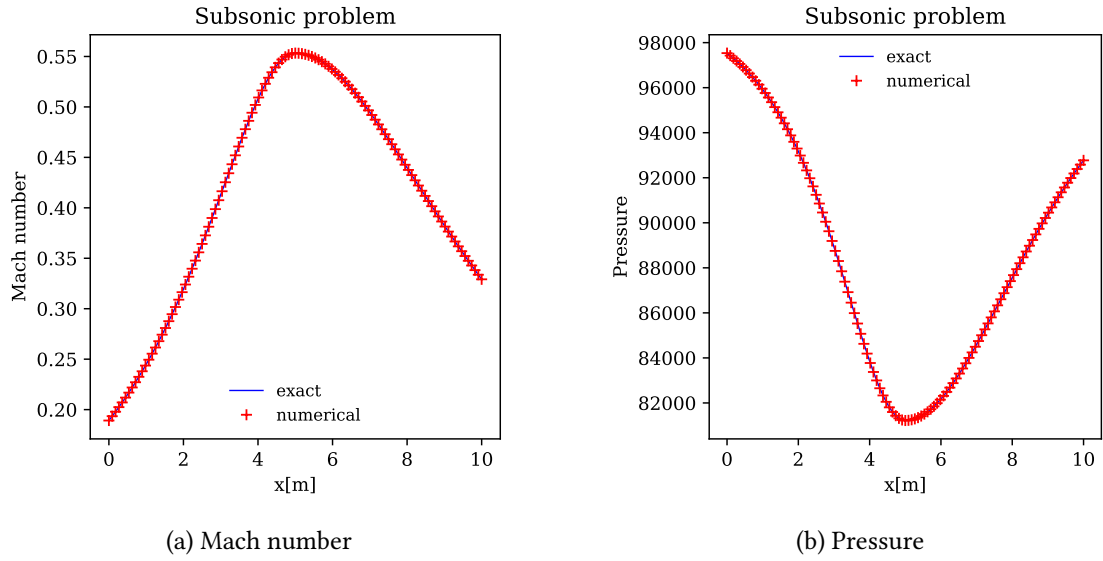 Subsonic problem
Mach number
0.55
0.50
0.45
0.40
0.35
0.30
0.25
0.20
exact
numerical
0 2 4 6 8 10
x[m]
(a) Mach number
Subsonic problem
Pressure
98000
96000
94000
92000
90000
88000
86000
84000
82000
exact
numerical
0 2 4 6 8 10
x[m]
(b) Pressure